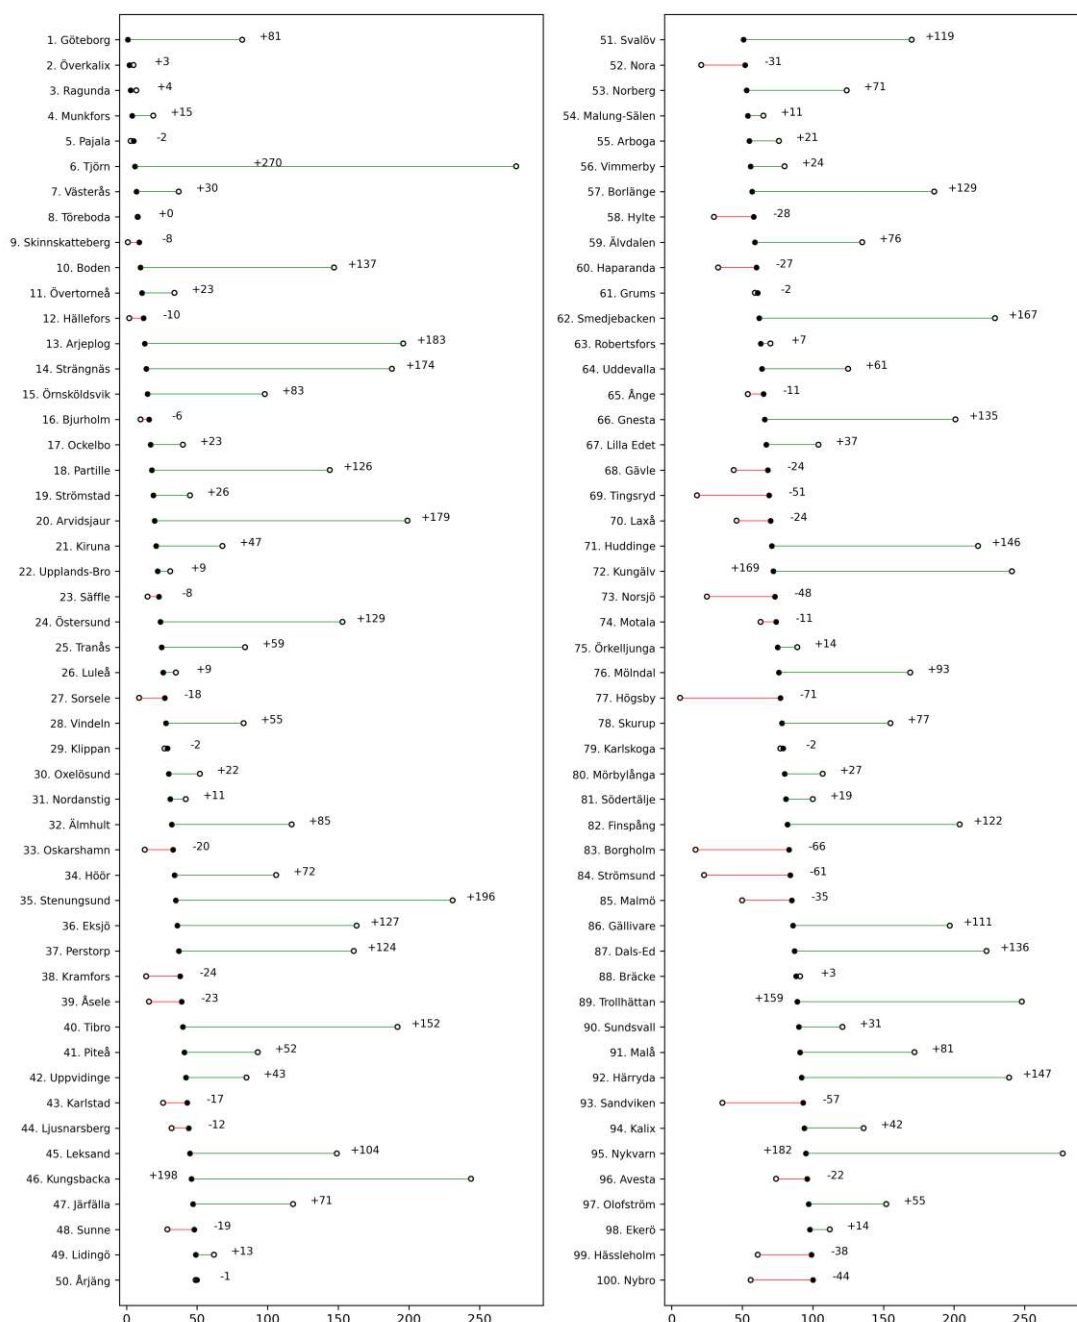 1. Göteborg +81
2. Överkalix +3
3. Ragunda +4
4. Munkfors +15
5. Pajala -2
6. Tjörn +270
7. Västerås +30
8. Töreboda +0
9. Skinnskatteberg -8
10. Boden +137
11. Övertorneå +23
12. Hällefors -10
13. Arjeplog +183
14. Strängnäs +174
15. Örnsköldsvik +83
16. Bjurholm -6
17. Ockelbo +23
18. Partille +126
19. Strömstad +26
20. Arvidsjaur +179
21. Kiruna +47
22. Upplands-Bro +9
23. Säffle -8
24. Östersund +129
25. Tranås +59
26. Luleå +9
27. Sorsele -18
28. Vindeln +55
29. Klippan -2
30. Oxelösund +22
31. Nordanstig +11
32. Älmhult +85
33. Oskarshamn -20
34. Höör +72
35. Stenungsund +196
36. Eksjö +127
37. Perstorp +124
38. Kramfors -24
39. Åsele -23
40. Tibro +152
41. Piteå +52
42. Uppvidinge +43
43. Karlstad -17
44. Ljusnarsberg -12
45. Leksand +104
46. Kungsbacka +198
47. Järfälla +71
48. Sunne -19
49. Lidingö +13
50. Årjäng -1
0 50 100 150 200 250
51. Svalöv +119
52. Nora -31
53. Norberg +71
54. Malung-Sälen +11
55. Arboga +21
56. Vimmerby +24
57. Borlänge +129
58. Hylte -28
59. Älvdalen +76
60. Haparanda -27
61. Grums -2
62. Smedjebacken +167
63. Robertsfors +7
64. Uddevalla +61
65. Ånge -11
66. Gnesta +135
67. Lilla Edet +37
68. Gävle -24
69. Tingsryd -51
70. Laxå -24
71. Huddinge +146
72. Kungälv +169
73. Norsjö -48
74. Motala -11
75. Örkelljunga +14
76. Mölndal +93
77. Högsby -71
78. Skurup +77
79. Karlskoga -2
80. Mörbylånga +27
81. Södertälje +19
82. Finspång +122
83. Borgholm -66
84. Strömsund -61
85. Malmö -35
86. Gällivare +111
87. Dals-Ed +136
88. Bräcke +3
89. Trollhättan +159
90. Sundsvall +31
91. Malå +81
92. Härryda +147
93. Sandviken -57
94. Kalix +42
95. Nykvarn +182
96. Avesta -22
97. Olofström +55
98. Ekerö +14
99. Hässleholm -38
100. Nybro -44
0 50 100 150 200 250